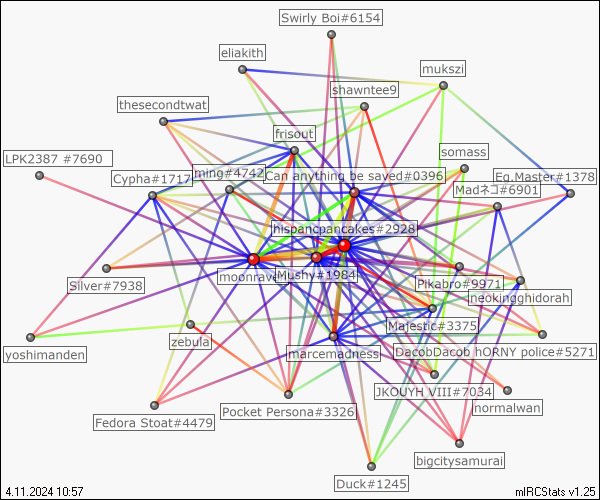 Swirly Boi#6154
eliakith
mukszi
shawntee9
thesecondtwat
frisout
somass
LPK2387 #7690
Cypha#1717
ming#4742
Can anything be saved#0396
Eg.Master#1378
Madネコ#6901
hispancpancakes#2928
moonrave
Mushy#1984
Pikabro#9971
Silver#7938
neokingghidorah
Majestic#3375
zebula
yoshimanden
marcemadness
DacobDacob hORNY police#5271
JKOUYH VIII#7034
normalwan
Fedora Stoat#4479
Pocket Persona#3326
bigcitysamurai
Duck#1245
4.11.2024 10:57
mIRCStats v1.25